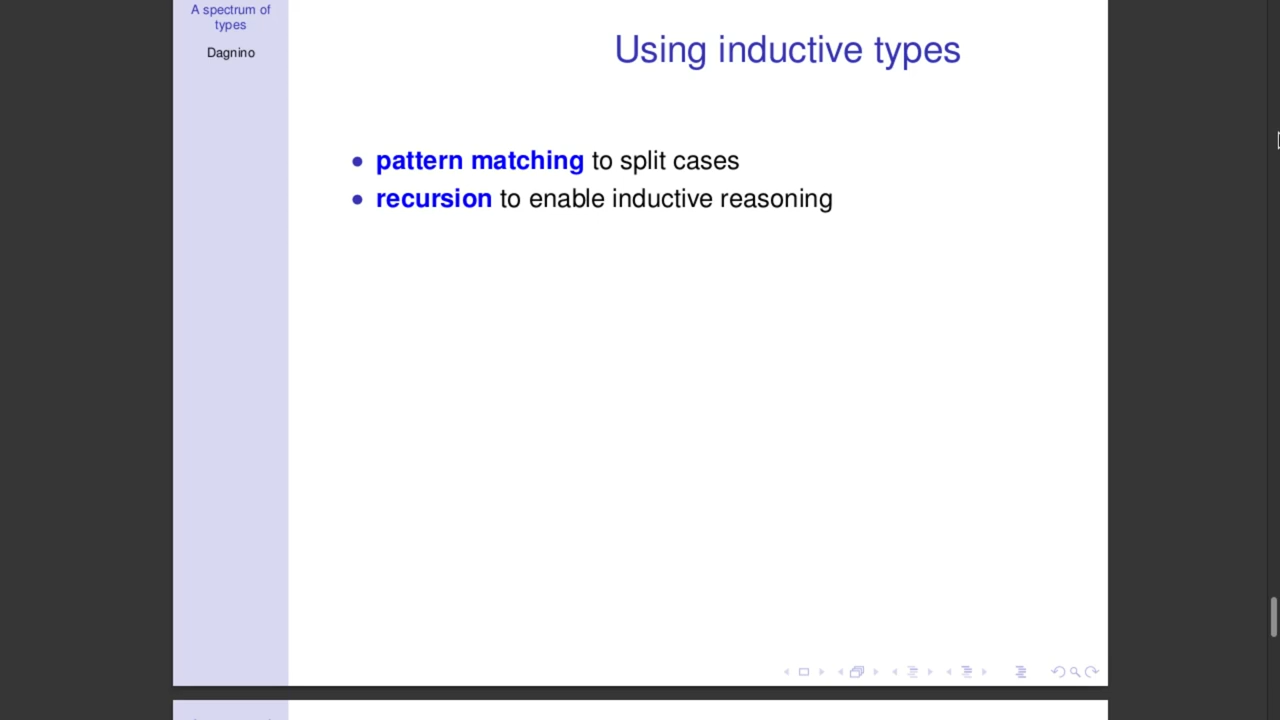 A spectrum of
types
Dagnino
Using inductive types
• pattern matching to split cases
• recursion to enable inductive reasoning